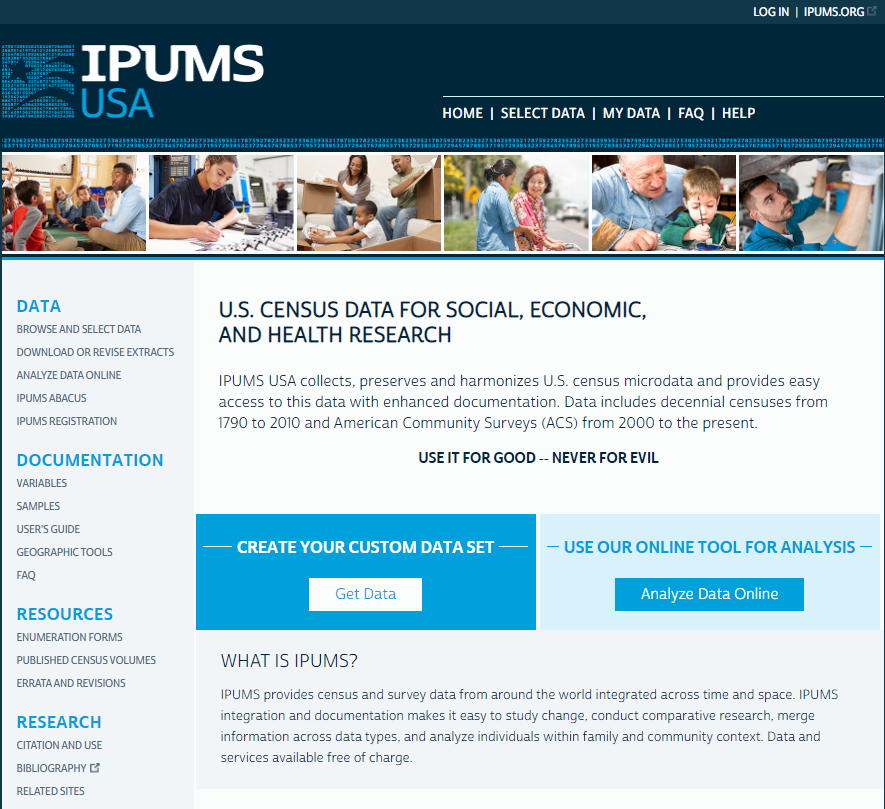 LOG IN | IPUMS.ORG
IPUMS
USA
HOME | SELECT DATA | MY DATA | FAQ | HELP
DATA
BROWSE AND SELECT DATA
DOWNLOAD OR REVISE EXTRACTS
ANALYZE DATA ONLINE
IPUMS ABACUS
IPUMS REGISTRATION
DOCUMENTATION
VARIABLES
SAMPLES
USER'S GUIDE
GEOGRAPHIC TOOLS
FAQ
RESOURCES
ENUMERATION FORMS
PUBLISHED CENSUS VOLUMES
ERRATA AND REVISIONS
RESEARCH
CITATION AND USE
BIBLIOGRAPHY
RELATED SITES
U.S. CENSUS DATA FOR SOCIAL, ECONOMIC,
AND HEALTH RESEARCH
IPUMS USA collects, preserves and harmonizes U.S. census microdata and provides easy
access to this data with enhanced documentation. Data includes decennial censuses from
1790 to 2010 and American Community Surveys (ACS) from 2000 to the present.
USE IT FOR GOOD -- NEVER FOR EVIL
CREATE YOUR CUSTOM DATA SET
Get Data
USE OUR ONLINE TOOL FOR ANALYSIS
Analyze Data Online
WHAT IS IPUMS?
IPUMS provides census and survey data from around the world integrated across time and space. IPUMS
integration and documentation makes it easy to study change, conduct comparative research, merge
information across data types, and analyze individuals within family and community context. Data and
services available free of charge.